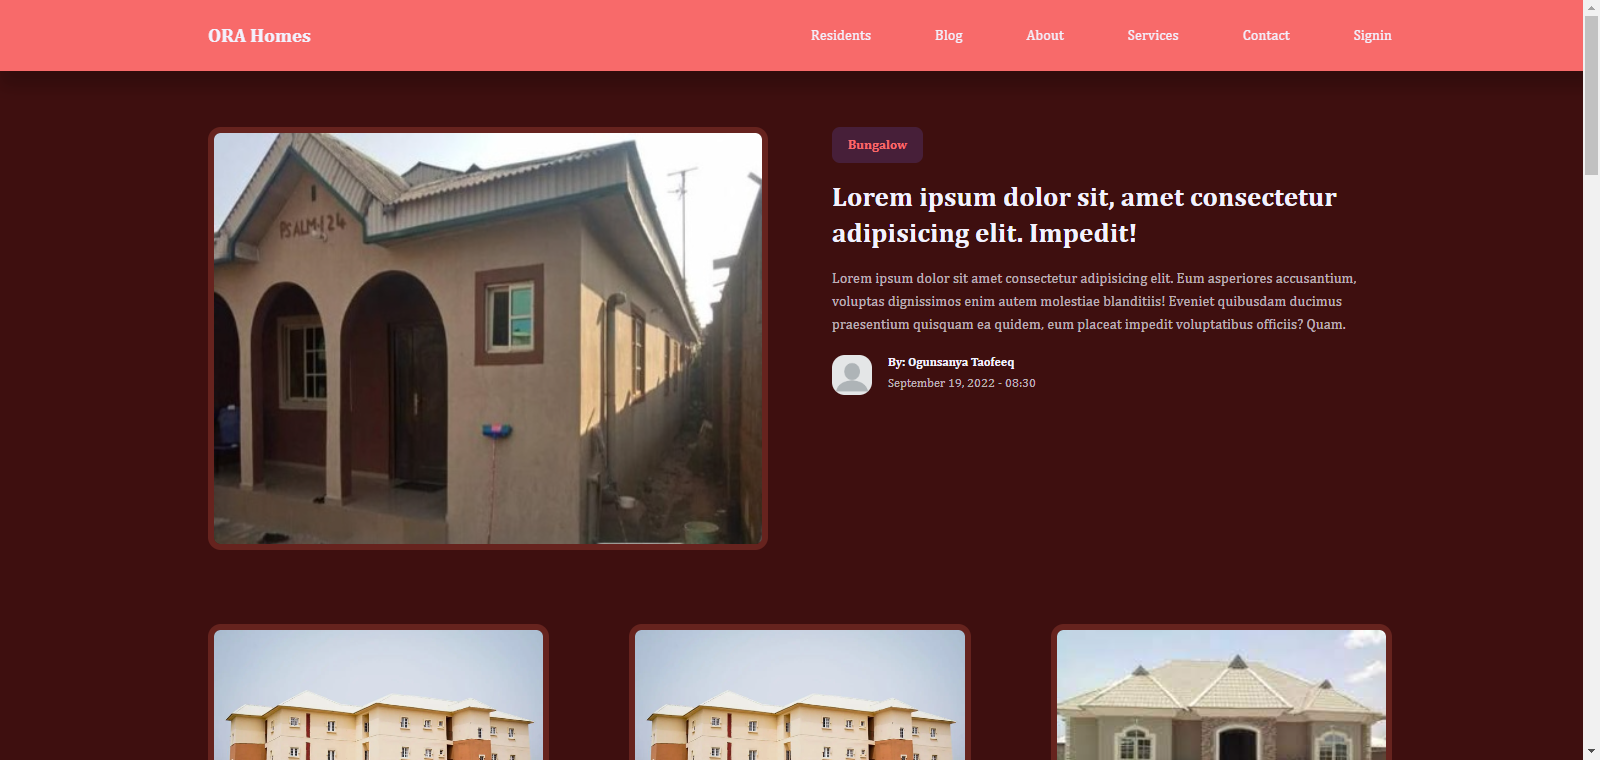 ORA Homes
Residents
Blog
About
Services
Contact
Signin
PSALM 124
Bungalow
Lorem ipsum dolor sit, amet consectetur
adipisicing elit. Impedit!
Lorem ipsum dolor sit amet consectetur adipisicing elit. Eum asperiores accusantium,
voluptas dignissimos enim autem molestiae blanditiis! Eveniet quibusdam ducimus
praesentium quisquam ea quidem, eum placeat impedit voluptatibus officiis? Quam.
By: Ogunsanya Taofeeq
September 19, 2022 - 08:30